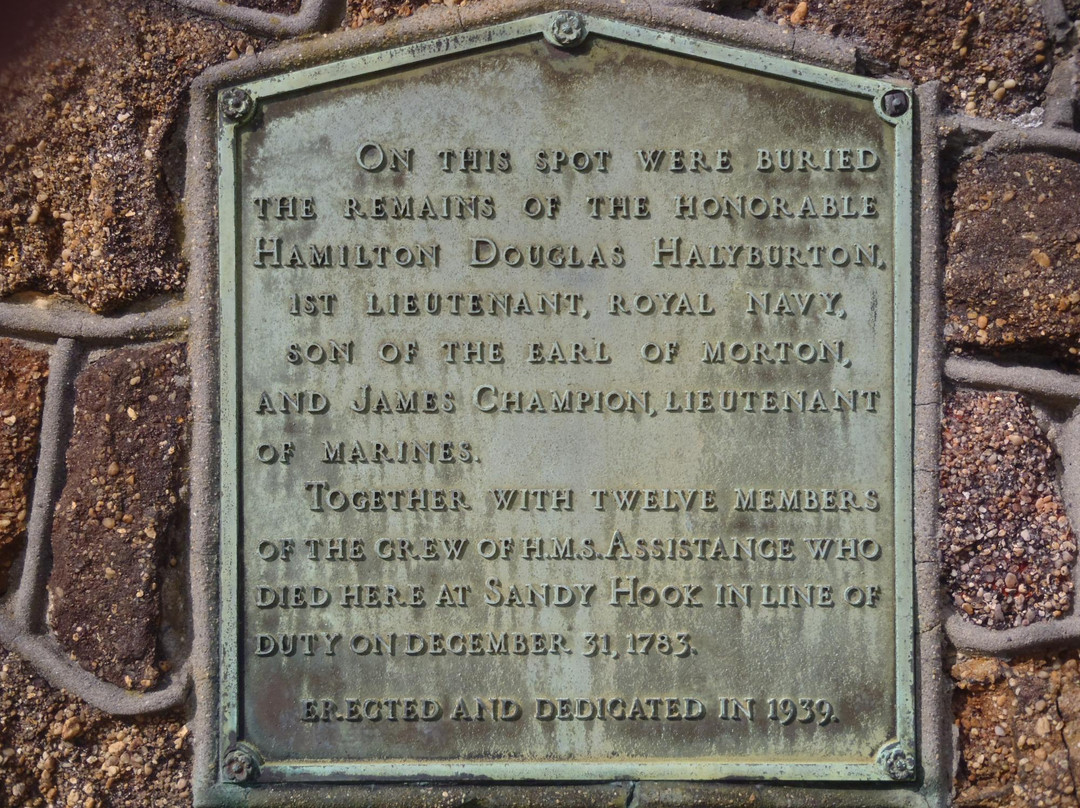 On this spot were buried
the remains of the Honorable
Hamilton Douglas Halyburton,
1st Lieutenant, Royal Navy,
son of the Earl of Morton,
and James Champion, Lieutenant
of Marines.
Together with twelve members
of the crew of H.M.S. Assistance who
died here at Sandy Hook in line of
duty on December 31, 1783.
Erected and dedicated in 1939.